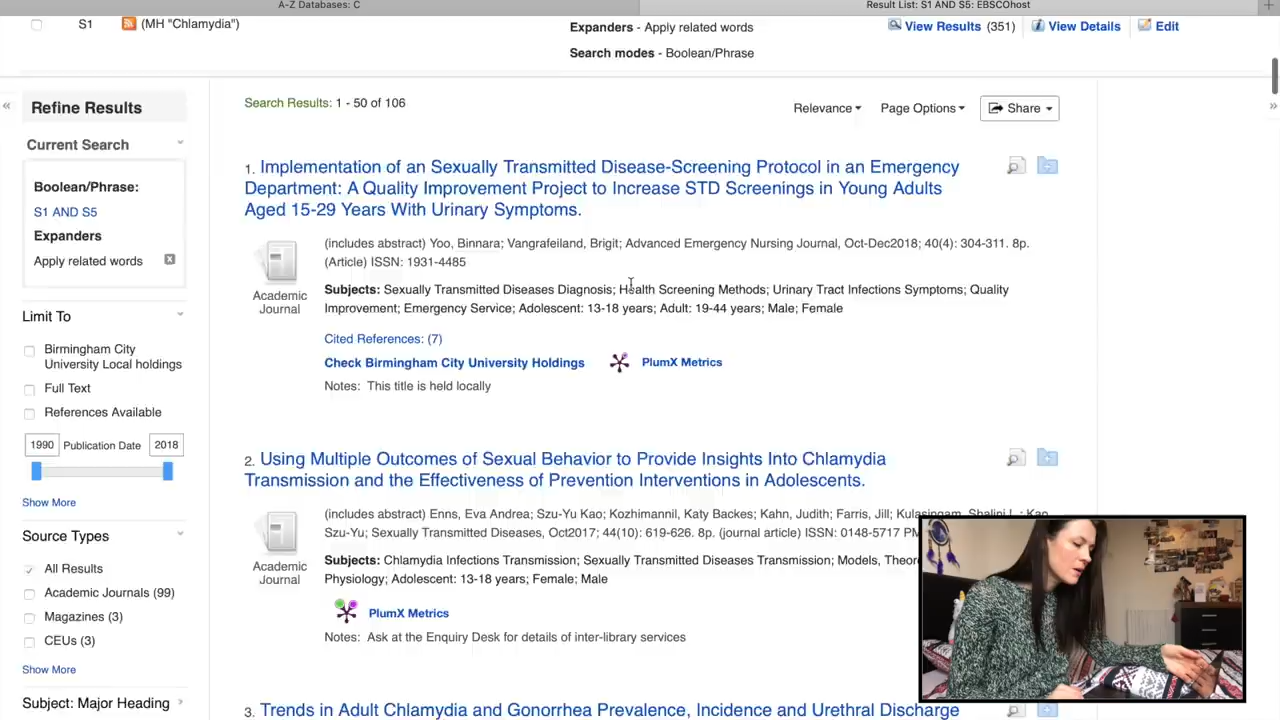 A-Z Databases: C
Result List: S1 AND S5: EBSCOhost
S1
(MH "Chlamydia")
Expanders - Apply related words
Search modes - Boolean/Phrase
View Results (351)
View Details
Edit
Refine Results
Current Search
Boolean/Phrase:
S1 AND S5
Expanders
Apply related words
Limit To
Birmingham City
University Local holdings
Full Text
References Available
1990 Publication Date 2018
Show More
Source Types
All Results
Academic Journals (99)
Magazines (3)
CEUs (3)
Show More
Subject: Major Heading
Search Results: 1 - 50 of 106
Relevance
Page Options
Share
1. Implementation of an Sexually Transmitted Disease-Screening Protocol in an Emergency
Department: A Quality Improvement Project to Increase STD Screenings in Young Adults
Aged 15-29 Years With Urinary Symptoms.
Academic
Journal
(includes abstract) Yoo, Binnara; Vangrafeiland, Brigit; Advanced Emergency Nursing Journal, Oct-Dec2018; 40(4): 304-311. 8p.
(Article) ISSN: 1931-4485
Subjects: Sexually Transmitted Diseases Diagnosis; Health Screening Methods; Urinary Tract Infections Symptoms; Quality
Improvement; Emergency Service; Adolescent: 13-18 years; Adult: 19-44 years; Male; Female
Cited References: (7)
Check Birmingham City University Holdings
PlumX Metrics
Notes: This title is held locally
2. Using Multiple Outcomes of Sexual Behavior to Provide Insights Into Chlamydia
Transmission and the Effectiveness of Prevention Interventions in Adolescents.
Academic
Journal
(includes abstract) Enns, Eva Andrea; Szu-Yu Kao; Kozhimannil, Katy Backes; Kahn, Judith; Farris, Jill; Kulasingam, Shalini L.; Kao,
Szu-Yu; Sexually Transmitted Diseases, Oct2017; 44(10): 619-626. 8p. (journal article) ISSN: 0148-5717 PM
Subjects: Chlamydia Infections Transmission; Sexually Transmitted Diseases Transmission; Models, Theore
Physiology; Adolescent: 13-18 years; Female; Male
PlumX Metrics
Notes: Ask at the Enquiry Desk for details of inter-library services
3. Trends in Adult Chlamydia and Gonorrhea Prevalence, Incidence and Urethral Discharge